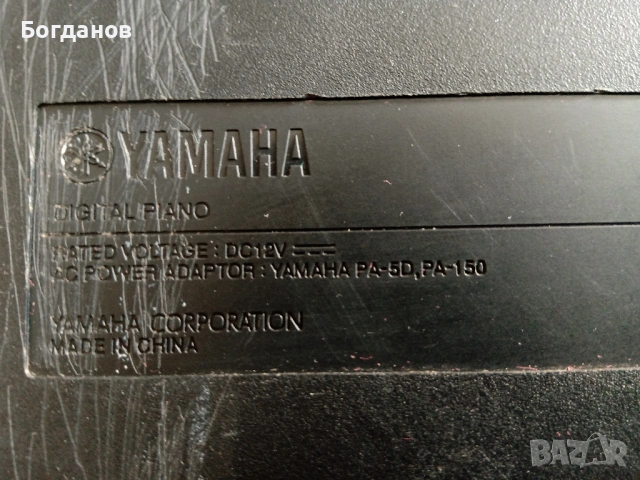 Богданов
YAMAHA
DIGITAL PIANO
RATED VOLTAGE : DC12V
AC POWER ADAPTOR : YAMAHA PA-5D, PA-150
YAMAHA CORPORATION
MADE IN CHINA
BAZAR